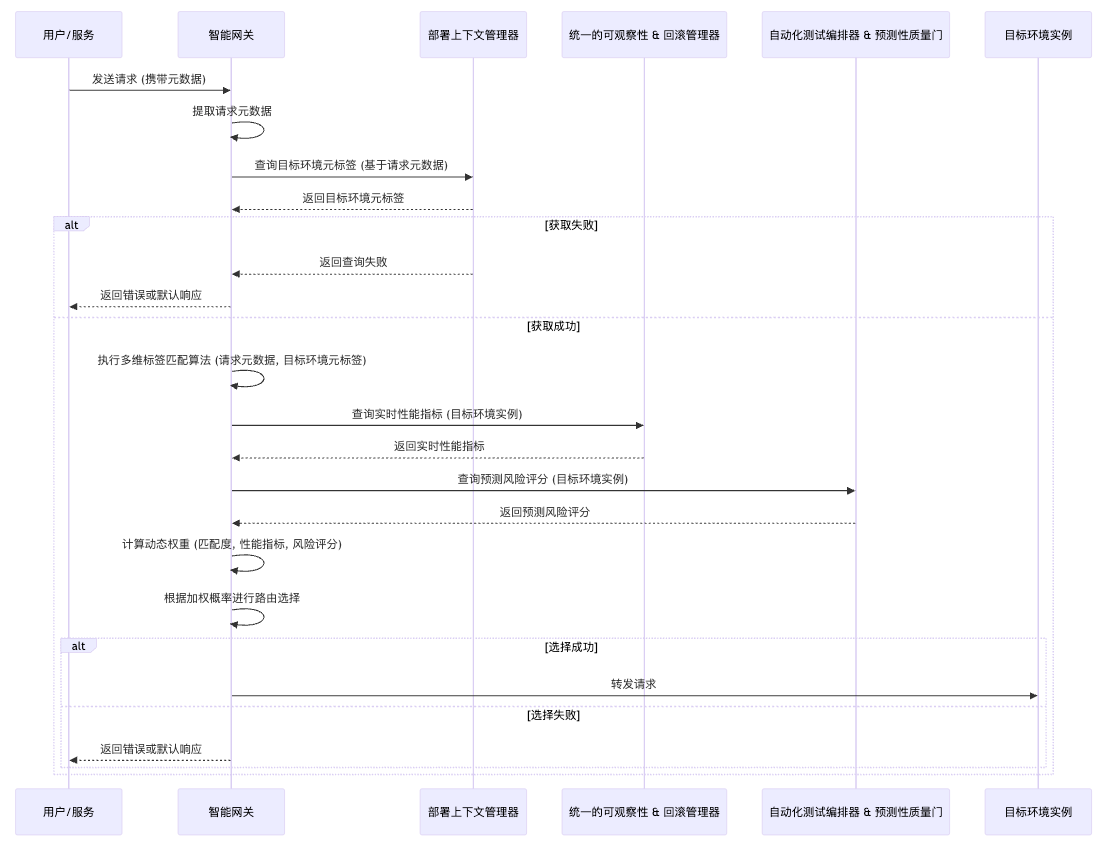 用户/服务
智能网关
部署上下文管理器
统一的可观察性 & 回滚管理器
自动化测试编排器 & 预测性质量门
目标环境实例
发送请求 (携带元数据)
提取请求元数据
查询目标环境元标签 (基于请求元数据)
返回目标环境元标签
alt
[获取失败]
返回查询失败
返回错误或默认响应
[获取成功]
执行多维标签匹配算法 (请求元数据, 目标环境元标签)
查询实时性能指标 (目标环境实例)
返回实时性能指标
查询预测风险评分 (目标环境实例)
返回预测风险评分
计算动态权重 (匹配度, 性能指标, 风险评分)
根据加权概率进行路由选择
alt
[选择成功]
转发请求
[选择失败]
返回错误或默认响应
用户/服务
智能网关
部署上下文管理器
统一的可观察性 & 回滚管理器
自动化测试编排器 & 预测性质量门
目标环境实例